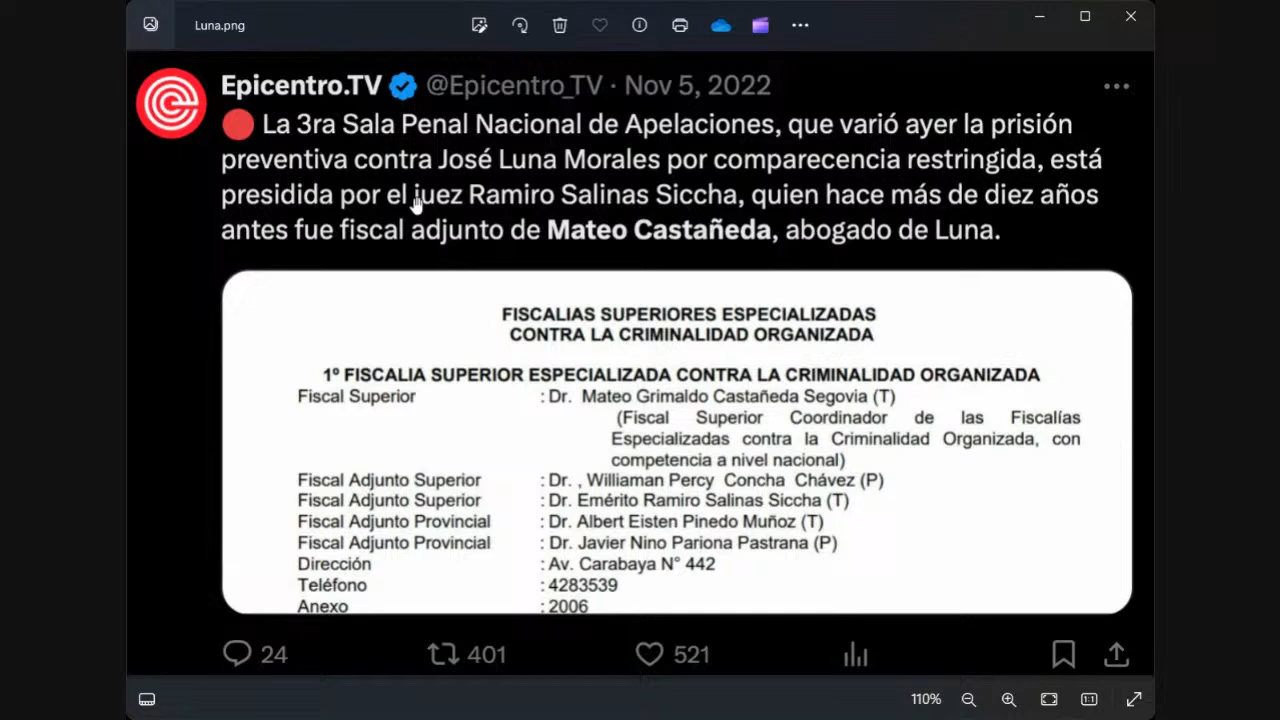 Luna.png
Epicentro.TV @Epicentro_TV · Nov 5, 2022
La 3ra Sala Penal Nacional de Apelaciones, que varió ayer la prisión
preventiva contra José Luna Morales por comparecencia restringida, está
presidida por el juez Ramiro Salinas Siccha, quien hace más de diez años
antes fue fiscal adjunto de Mateo Castañeda, abogado de Luna.
FISCALIAS SUPERIORES ESPECIALIZADAS
CONTRA LA CRIMINALIDAD ORGANIZADA
1º FISCALIA SUPERIOR ESPECIALIZADA CONTRA LA CRIMINALIDAD ORGANIZADA
Fiscal Superior : Dr. Mateo Grimaldo Castañeda Segovia (T)
(Fiscal Superior Coordinador de las Fiscalías
Especializadas contra la Criminalidad Organizada, con
competencia a nivel nacional)
Fiscal Adjunto Superior : Dr. , Williaman Percy Concha Chávez (P)
Fiscal Adjunto Superior : Dr. Emérito Ramiro Salinas Siccha (T)
Fiscal Adjunto Provincial : Dr. Albert Eisten Pinedo Muñoz (T)
Fiscal Adjunto Provincial : Dr. Javier Nino Pariona Pastrana (P)
Dirección : Av. Carabaya N° 442
Teléfono : 4283539
Anexo : 2006
24 401 521
110% 1:1